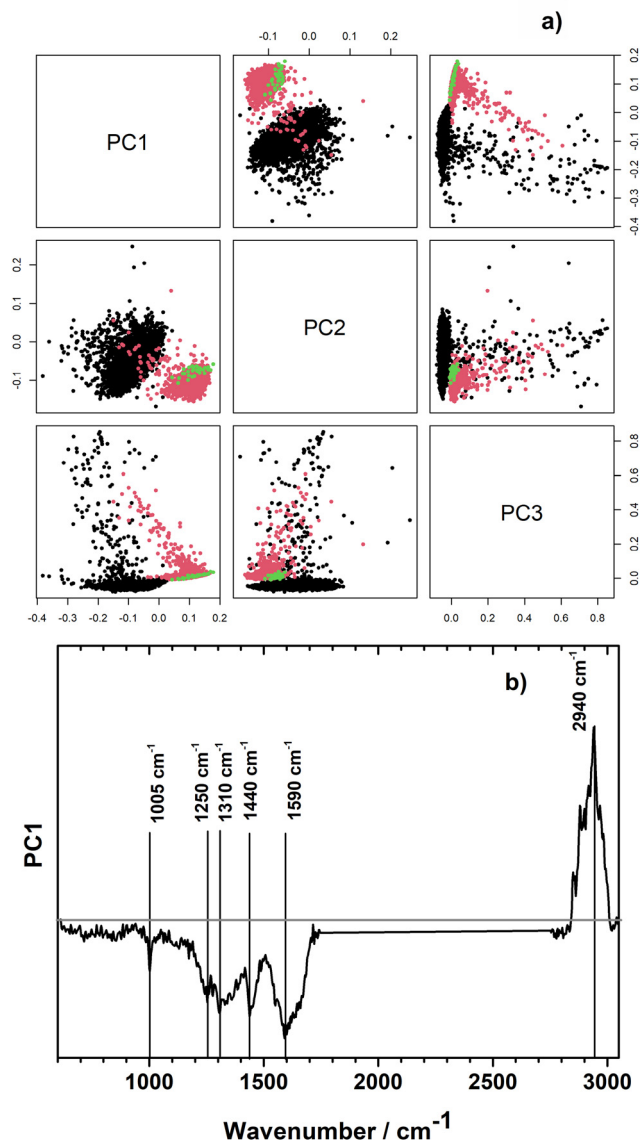 a)
-0.1 0.0 0.1 0.2
PC1
0.2
0.1
0.0
-0.1
-0.2
-0.3
-0.4
0.2
0.1
0.0
-0.1
PC2
PC3
0.8
0.6
0.4
0.2
0.0
-0.4 -0.3 -0.2 -0.1 0.0 0.1 0.2
0.0 0.2 0.4 0.6 0.8
b)
1005 cm⁻¹
1250 cm⁻¹
1310 cm⁻¹
1440 cm⁻¹
1590 cm⁻¹
2940 cm⁻¹
PC1
1000 1500 2000 2500 3000
Wavenumber / cm⁻¹